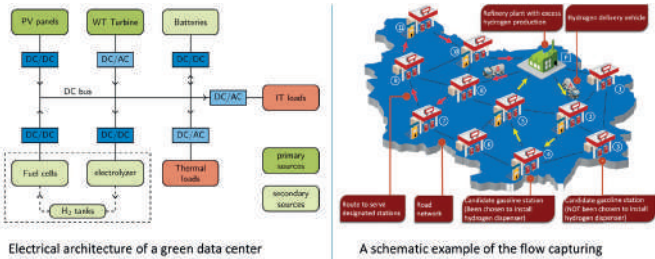 PV panels
WT Turbine
Batteries
DC/DC
DC/AC
DC/DC
DC bus
DC/AC
IT loads
DC/DC
DC/DC
DC/AC
Fuel cells
electrolyzer
Thermal
loads
H₂ tanks
primary
sources
secondary
sources
Electrical architecture of a green data center
Refinery plant with excess
hydrogen production
Hydrogen delivery vehicle
Route to serve
designated stations
Road
network
Candidate gasoline station
(Been chosen to install
hydrogen dispenser)
Candidate gasoline station
(NOT been chosen to install
hydrogen dispenser)
A schematic example of the flow capturing